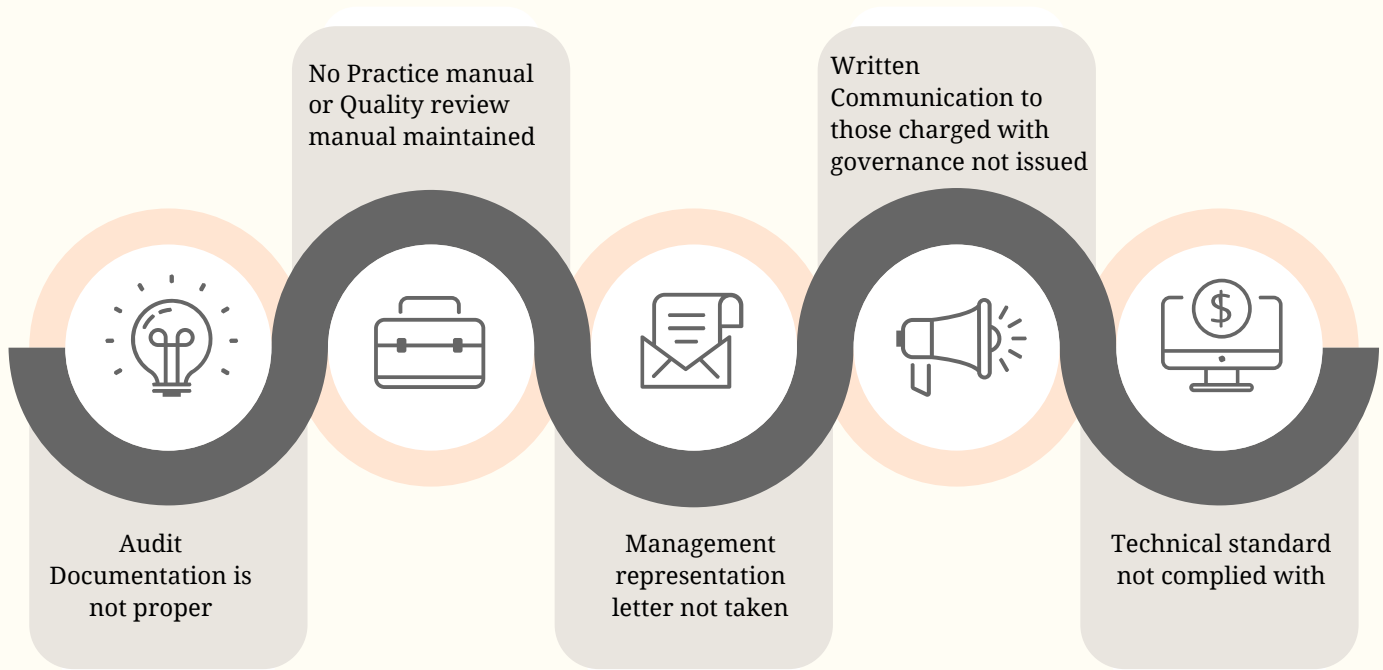 Audit
Documentation is
not proper
No Practice manual
or Quality review
manual maintained
Management
representation
letter not taken
Written
Communication to
those charged with
governance not issued
Technical standard
not complied with
$